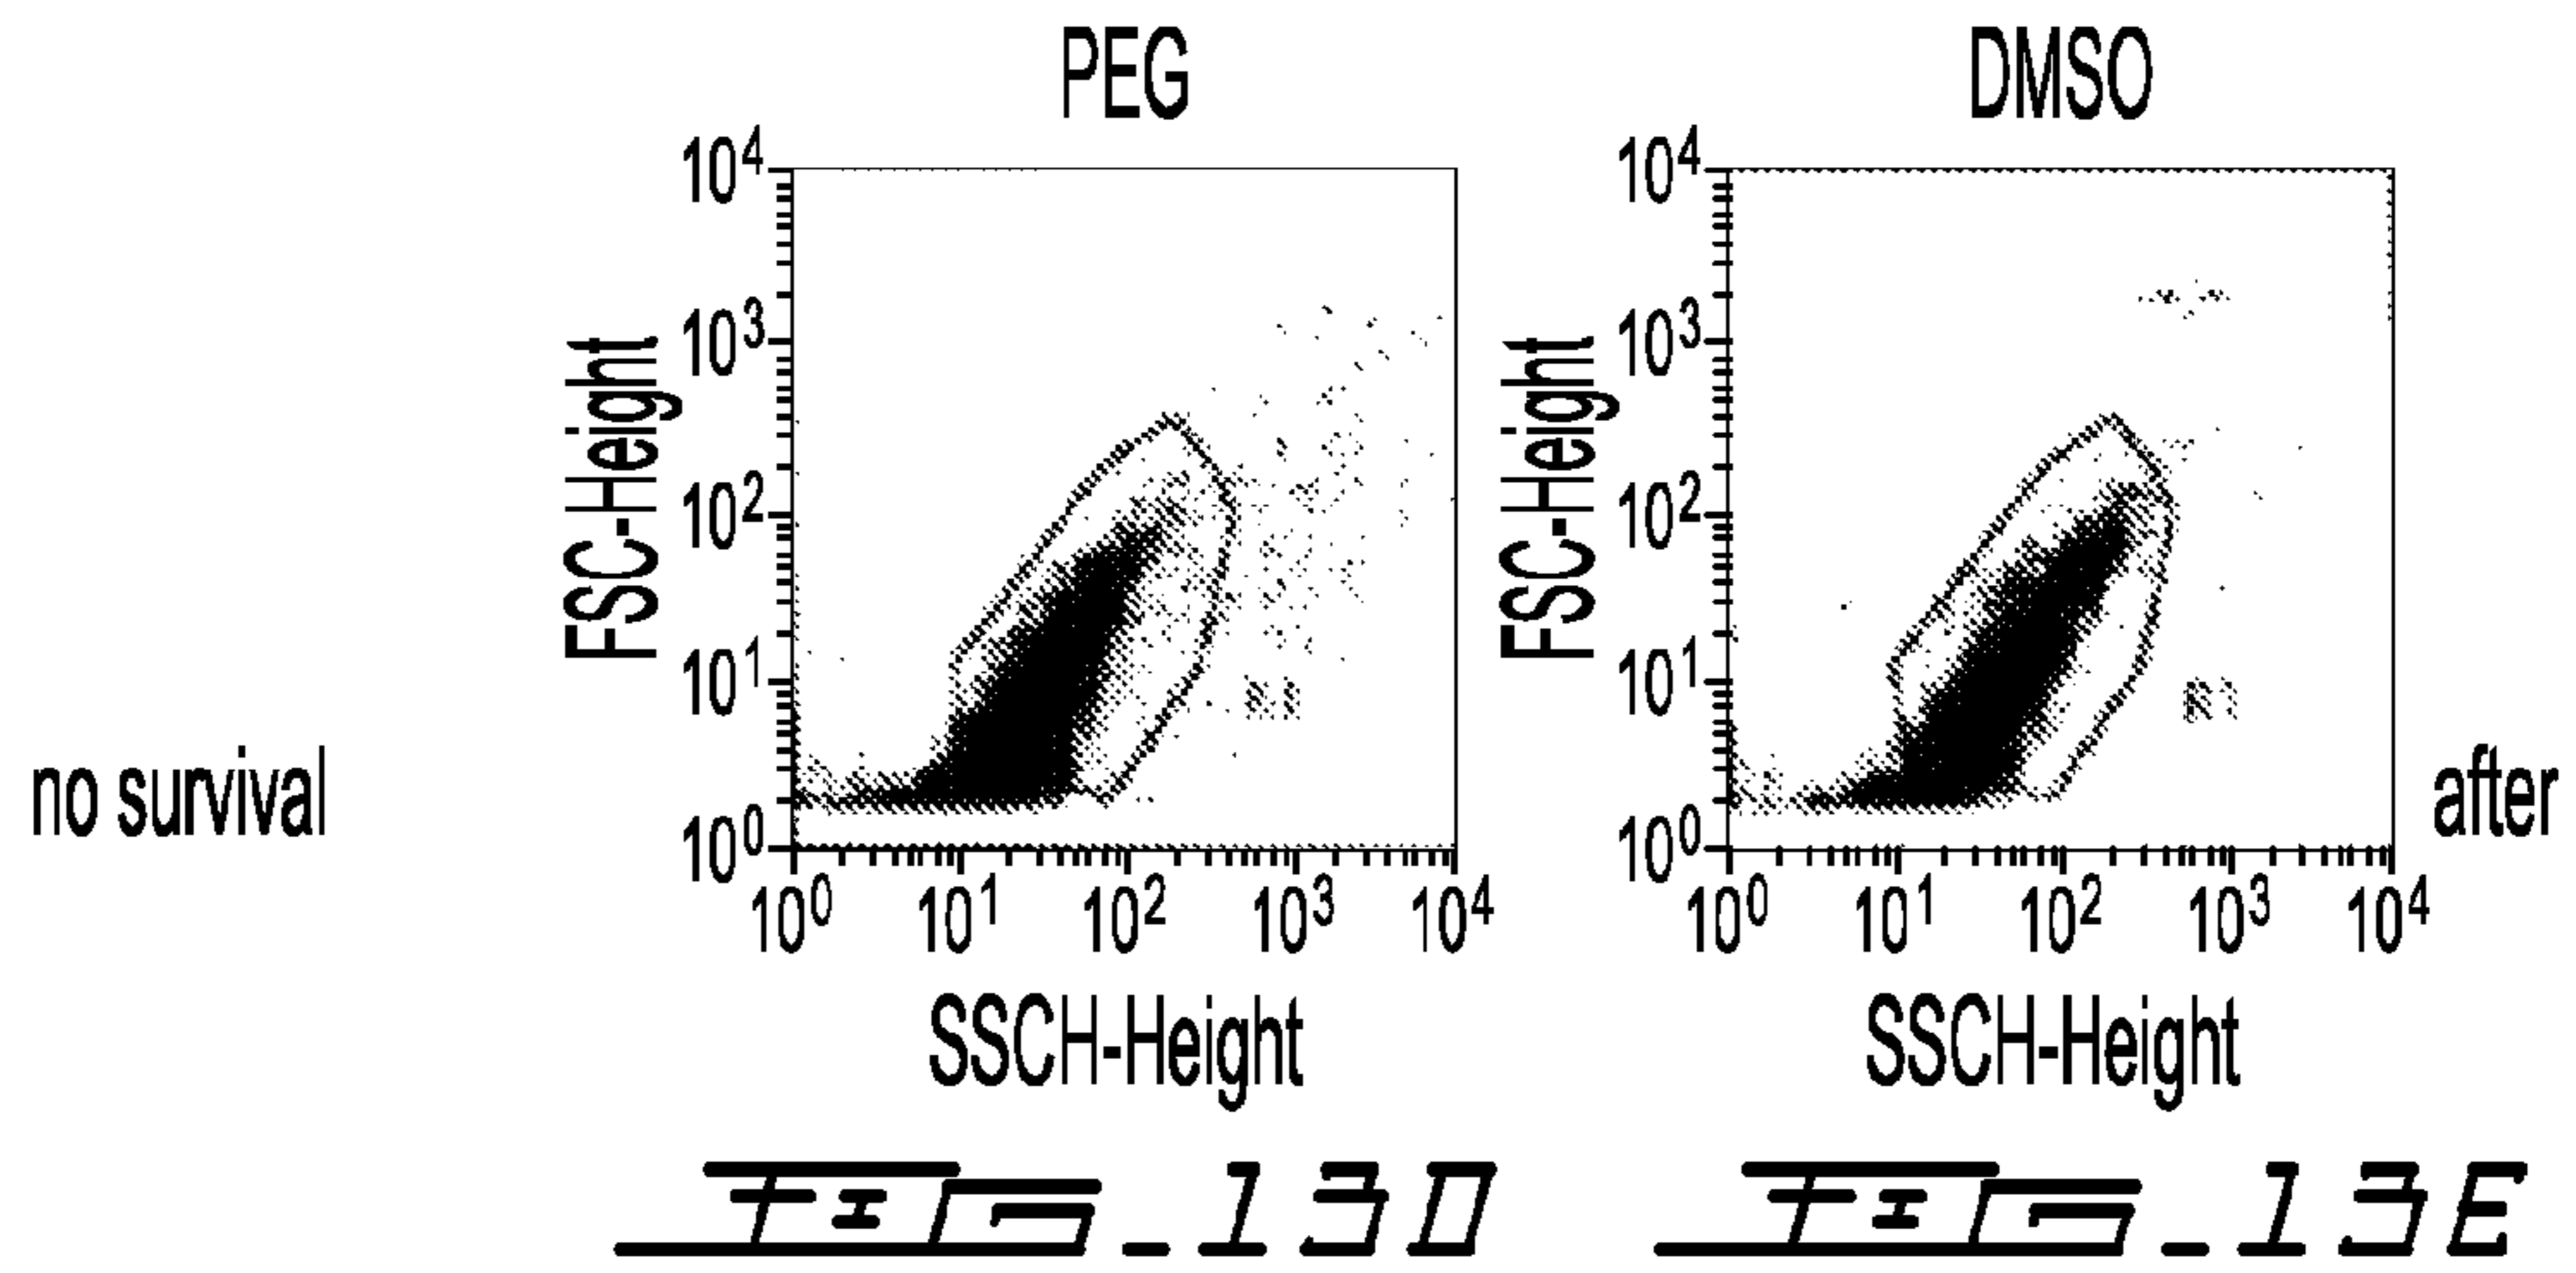 PEG
DMSO
10⁴
10³
10²
10¹
10⁰
FSC-Height
10⁰ 10¹ 10² 10³ 10⁴
SSCH-Height
10⁴
10³
10²
10¹
10⁰
FSC-Height
10⁰ 10¹ 10² 10³ 10⁴
SSCH-Height
no survival
after
FIG_13D
FIG_13E